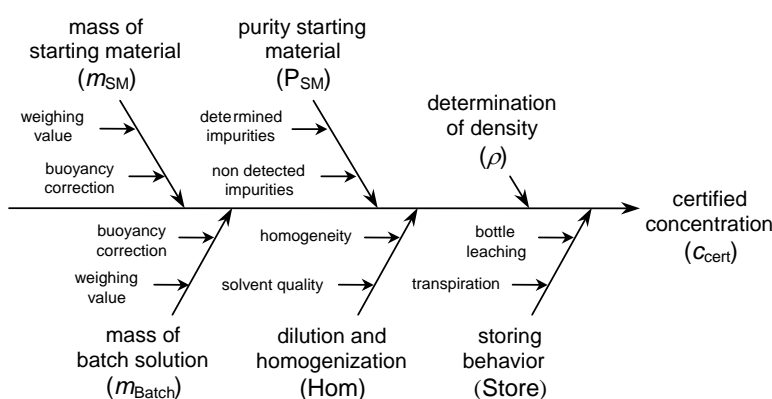 mass of
starting material
(mSM)
weighing
value
buoyancy
correction
purity starting
material
(PSM)
determined
impurities
non detected
impurities
determination
of density
(ρ)
certified
concentration
(ccert)
buoyancy
correction
weighing
value
mass of
batch solution
(mBatch)
homogeneity
solvent quality
dilution and
homogenization
(Hom)
bottle
leaching
transpiration
storing
behavior
(Store)